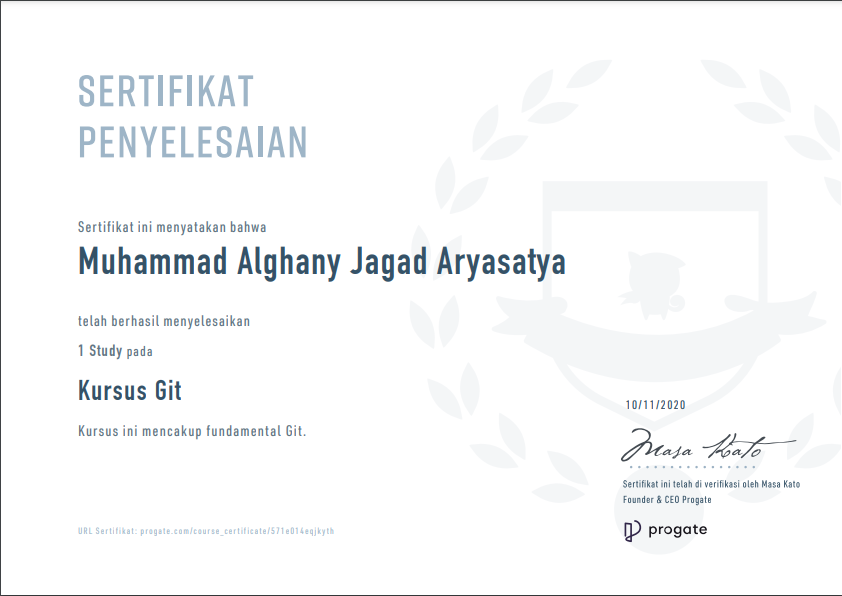 SERTIFIKAT
PENYELESAIAN
Sertifikat ini menyatakan bahwa
Muhammad Alghany Jagad Aryasatya
telah berhasil menyelesaikan
1 Study pada
Kursus Git
Kursus ini mencakup fundamental Git.
10/11/2020
Masa Kato
Sertifikat ini telah di verifikasi oleh Masa Kato
Founder & CEO Progate
progate
URL Sertifikat: progate.com/course_certificate/571e014eqjkyth